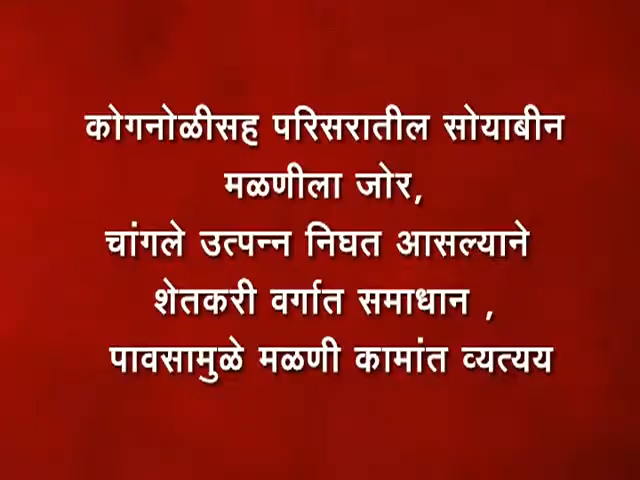 कोगनोळीसह परिसरातील सोयाबीन
मळणीला जोर,
चांगले उत्पन्न निघत आसल्याने
शेतकरी वर्गात समाधान ,
पावसामुळे मळणी कामांत व्यत्यय